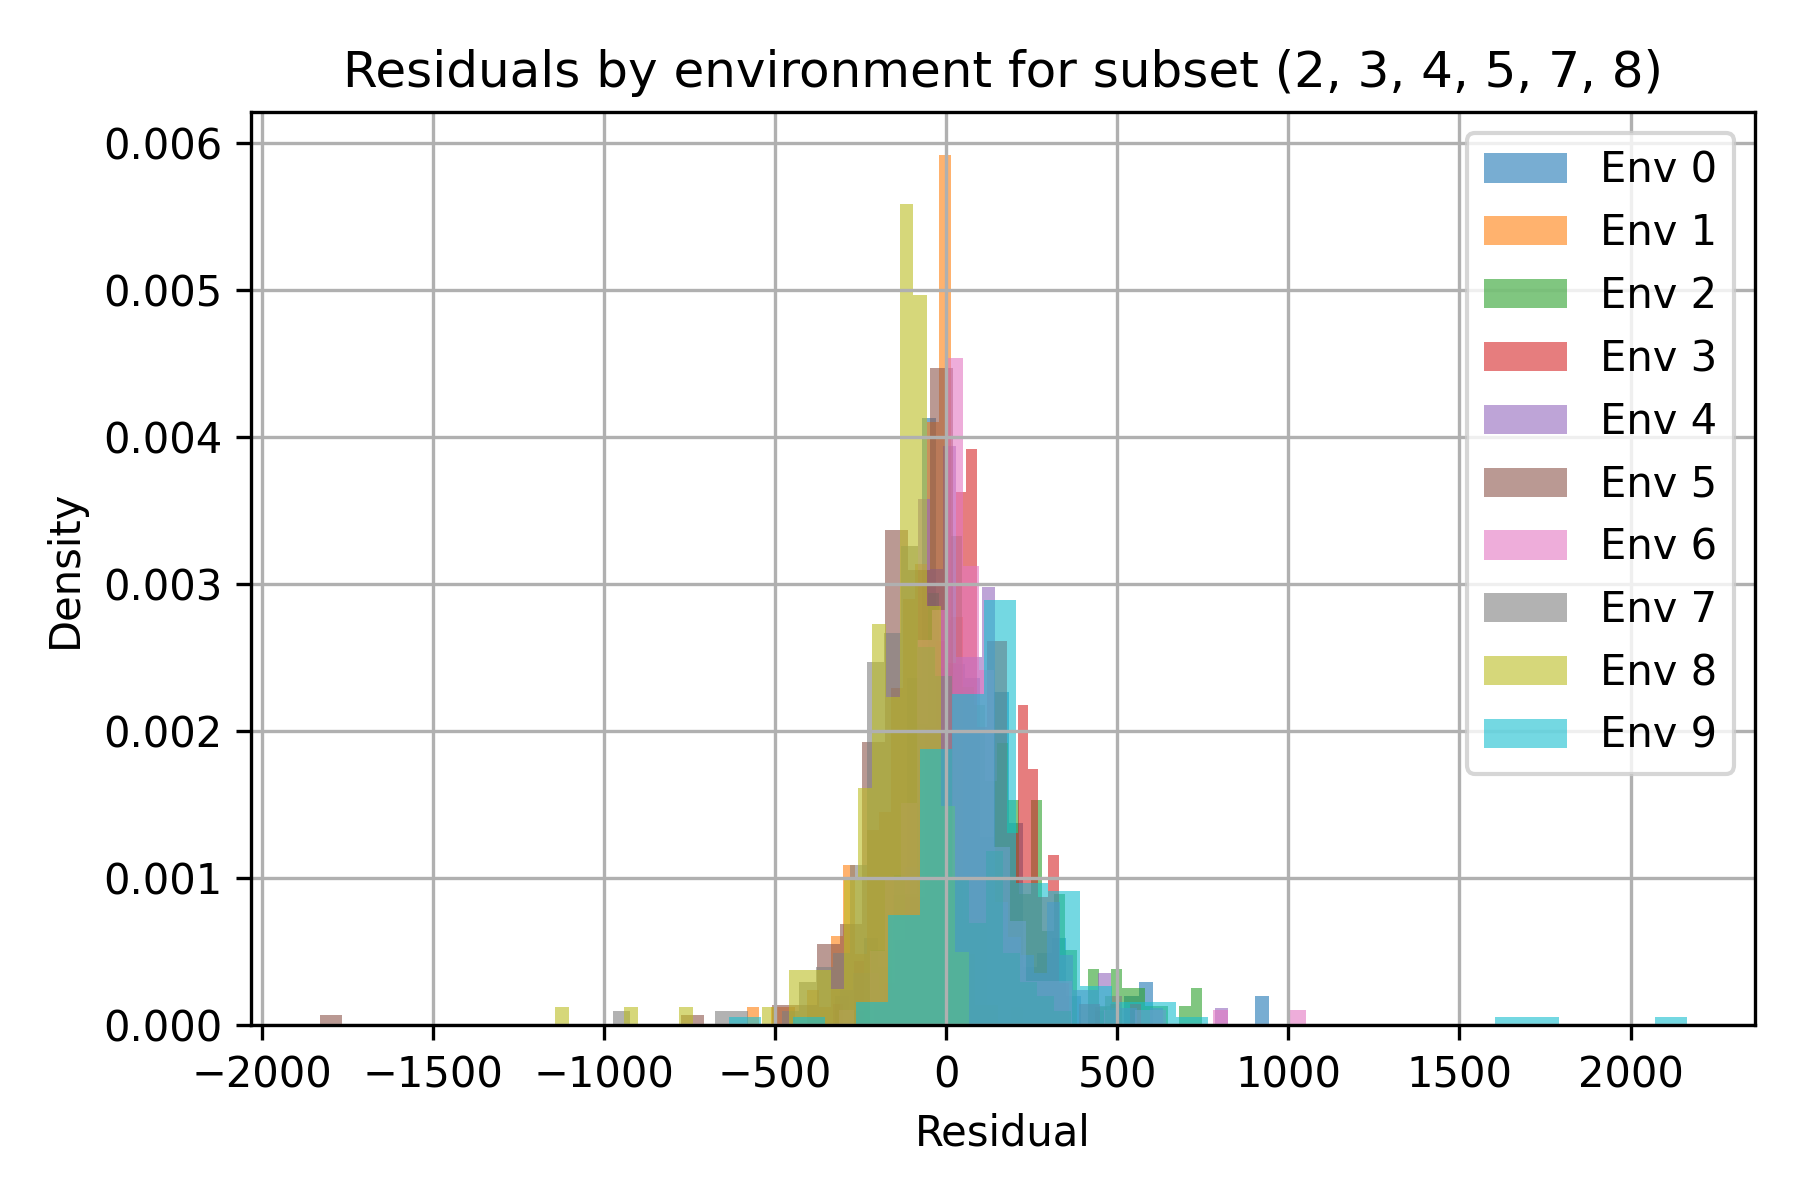 Residuals by environment for subset (2, 3, 4, 5, 7, 8)
Density
0.006
0.005
0.004
0.003
0.002
0.001
0.000
Env 0
Env 1
Env 2
Env 3
Env 4
Env 5
Env 6
Env 7
Env 8
Env 9
−2000 −1500 −1000 −500 0 500 1000 1500 2000
Residual